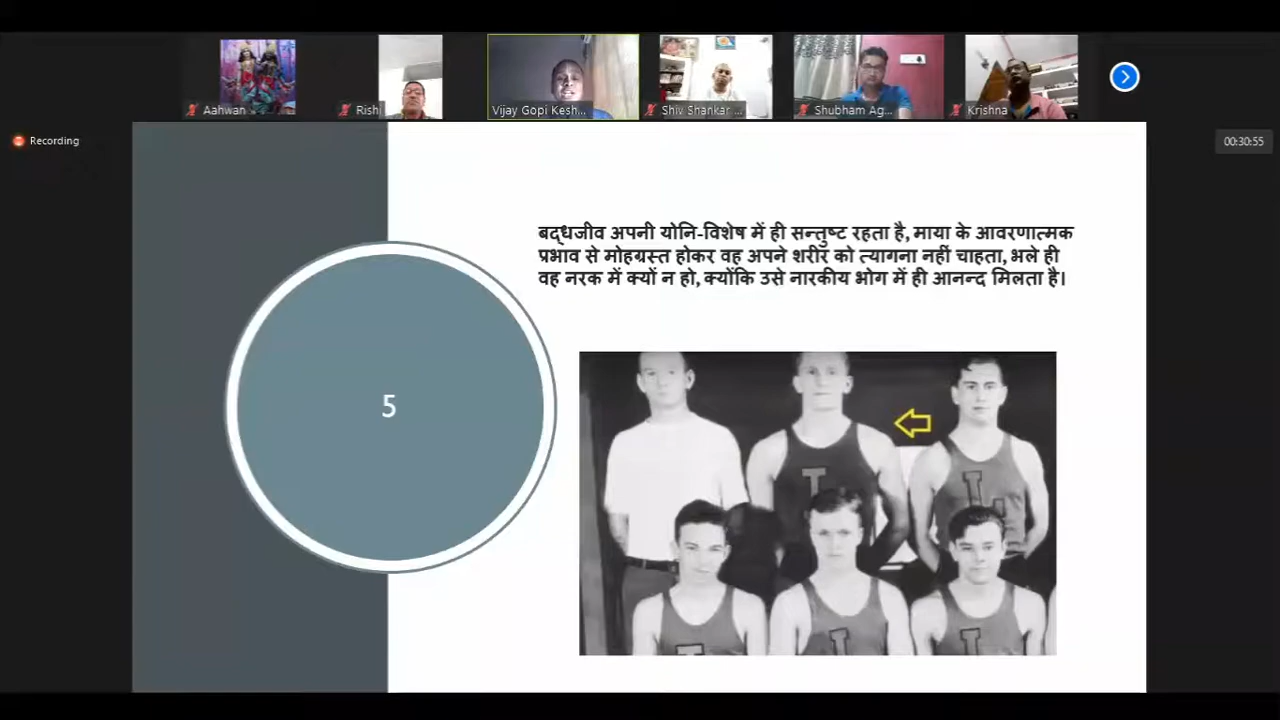 Aahwan
Rishi
Vijay Gopi Kesh...
Shiv Shankar ...
Shubham Ag...
Krishna
Recording
00:30:55
बद्धजीव अपनी योनि-विशेष में ही सन्तुष्ट रहता है, माया के आवरणात्मक
प्रभाव से मोहग्रस्त होकर वह अपने शरीर को त्यागना नहीं चाहता, भले ही
वह नरक में क्यों न हो, क्योंकि उसे नारकीय भोग में ही आनन्द मिलता है।
5
L
L
L
L
L